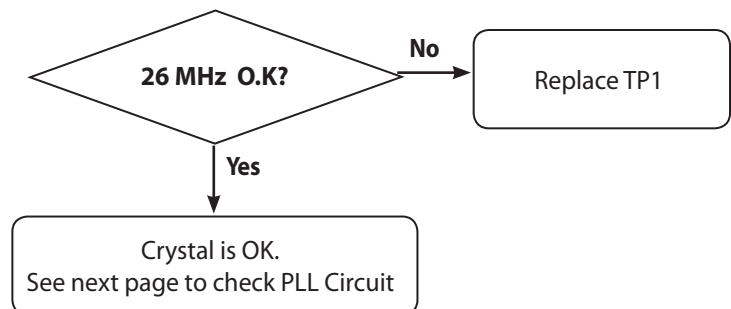 26 MHz O.K?
No
Replace TP1
Yes
Crystal is OK.
See next page to check PLL Circuit